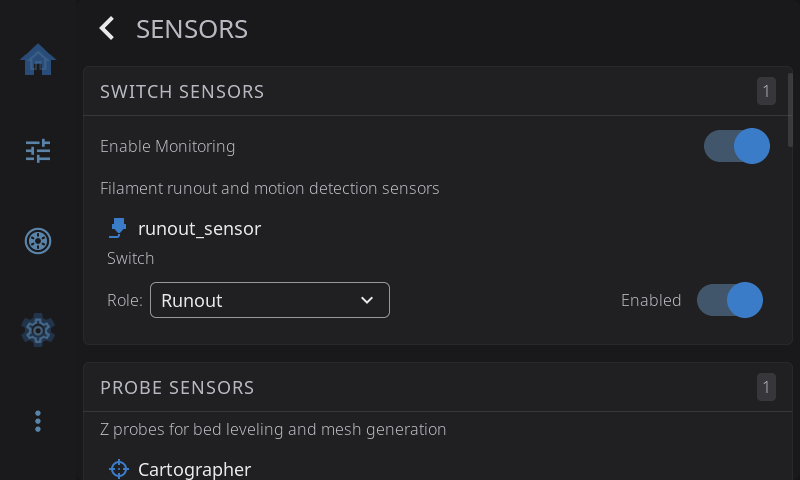 SENSORS
SWITCH SENSORS 1
Enable Monitoring
Filament runout and motion detection sensors
runout_sensor
Switch
Role: Runout Enabled
PROBE SENSORS 1
Z probes for bed leveling and mesh generation
Cartographer